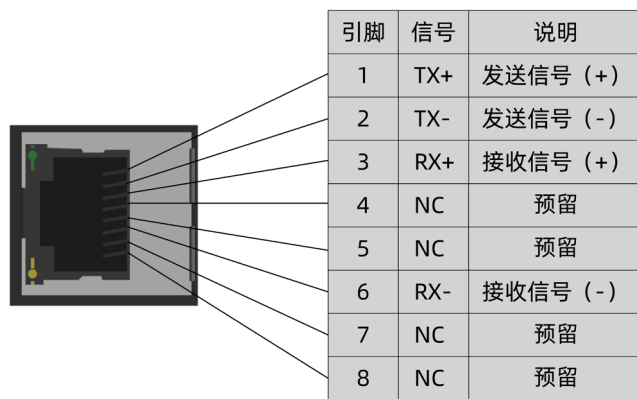 引脚 信号 说明
1 TX+ 发送信号（+）
2 TX- 发送信号（-）
3 RX+ 接收信号（+）
4 NC 预留
5 NC 预留
6 RX- 接收信号（-）
7 NC 预留
8 NC 预留